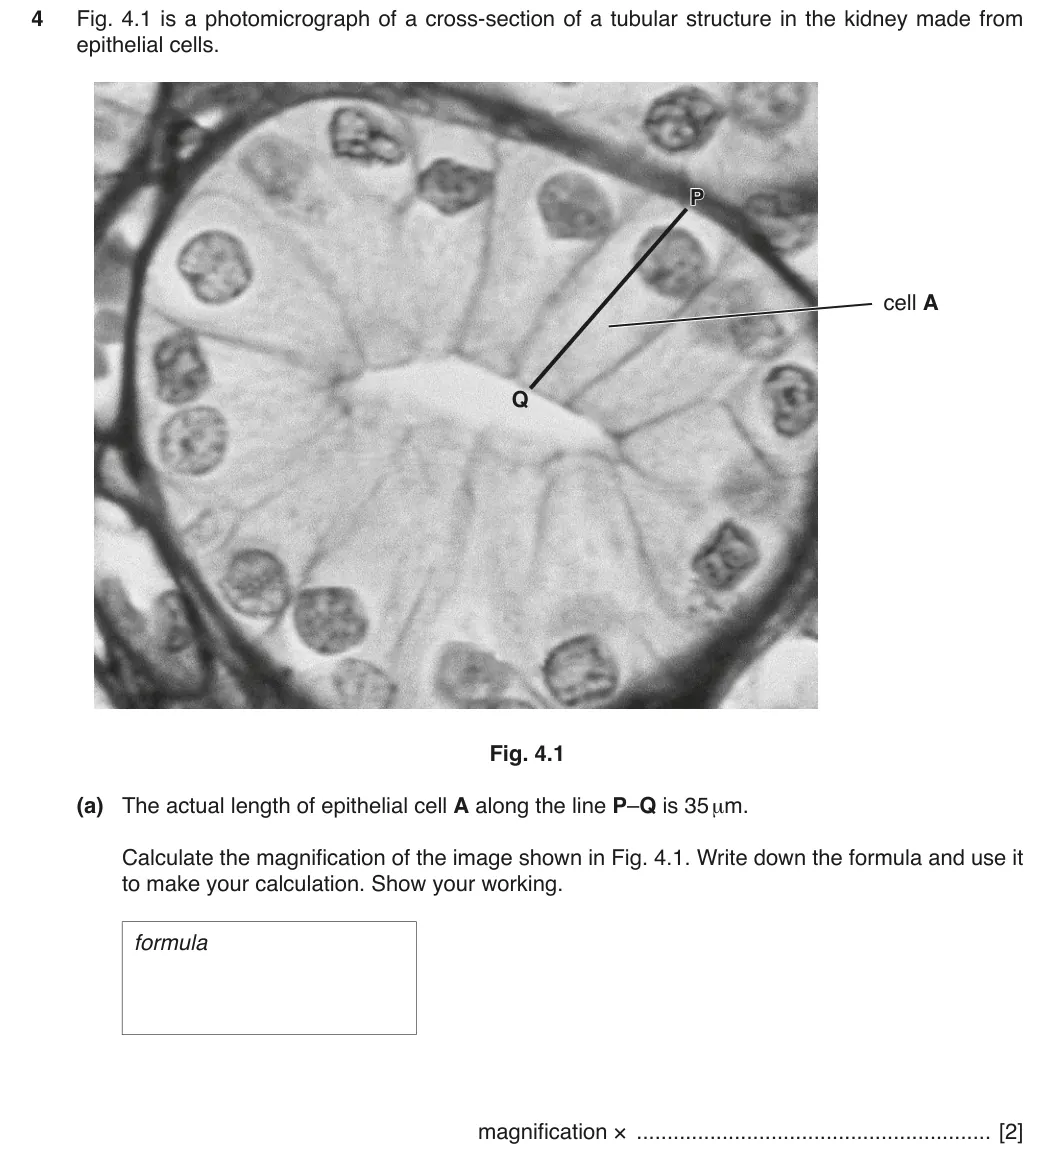 4 Fig. 4.1 is a photomicrograph of a cross-section of a tubular structure in the kidney made from
epithelial cells.
P
cell A
Q
Fig. 4.1
(a) The actual length of epithelial cell A along the line P–Q is 35 μm.
Calculate the magnification of the image shown in Fig. 4.1. Write down the formula and use it
to make your calculation. Show your working.
formula
magnification × .......................................................... [2]